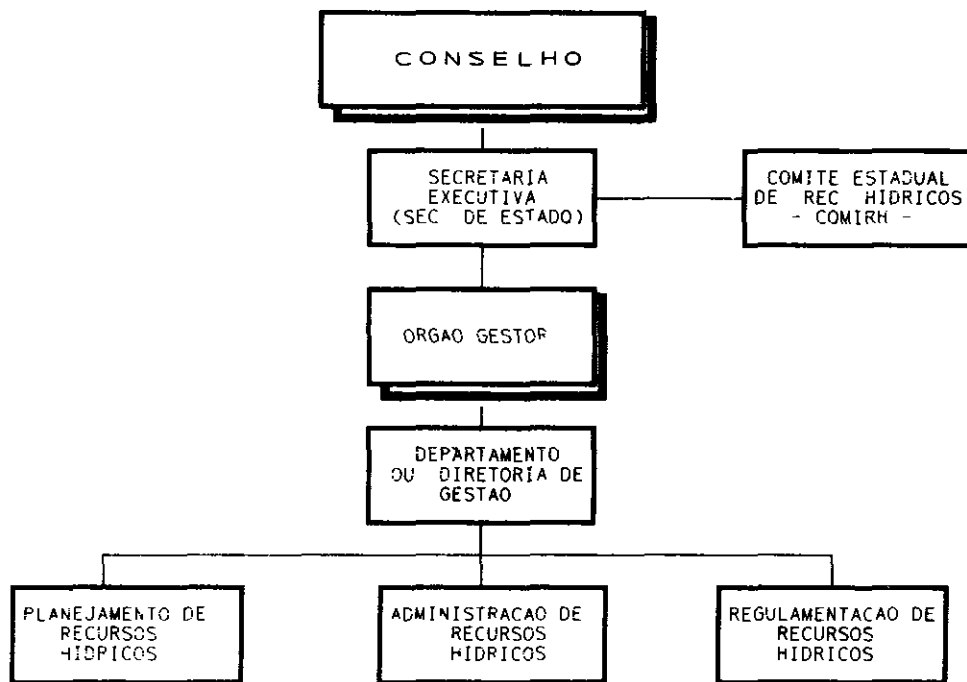 CONSELHO
SECRETARIA
EXECUTIVA
(SEC DE ESTADO)
COMITE ESTADUAL
DE REC HIDRICOS
- COMIRH -
ORGAO GESTOR
DEPARTAMENTO
OU DIRETORIA DE
GESTAO
PLANEJAMENTO DE
RECURSOS
HIDRICOS
ADMINISTRACAO DE
RECURSOS
HIDRICOS
REGULAMENTACAO DE
RECURSOS
HIDRICOS